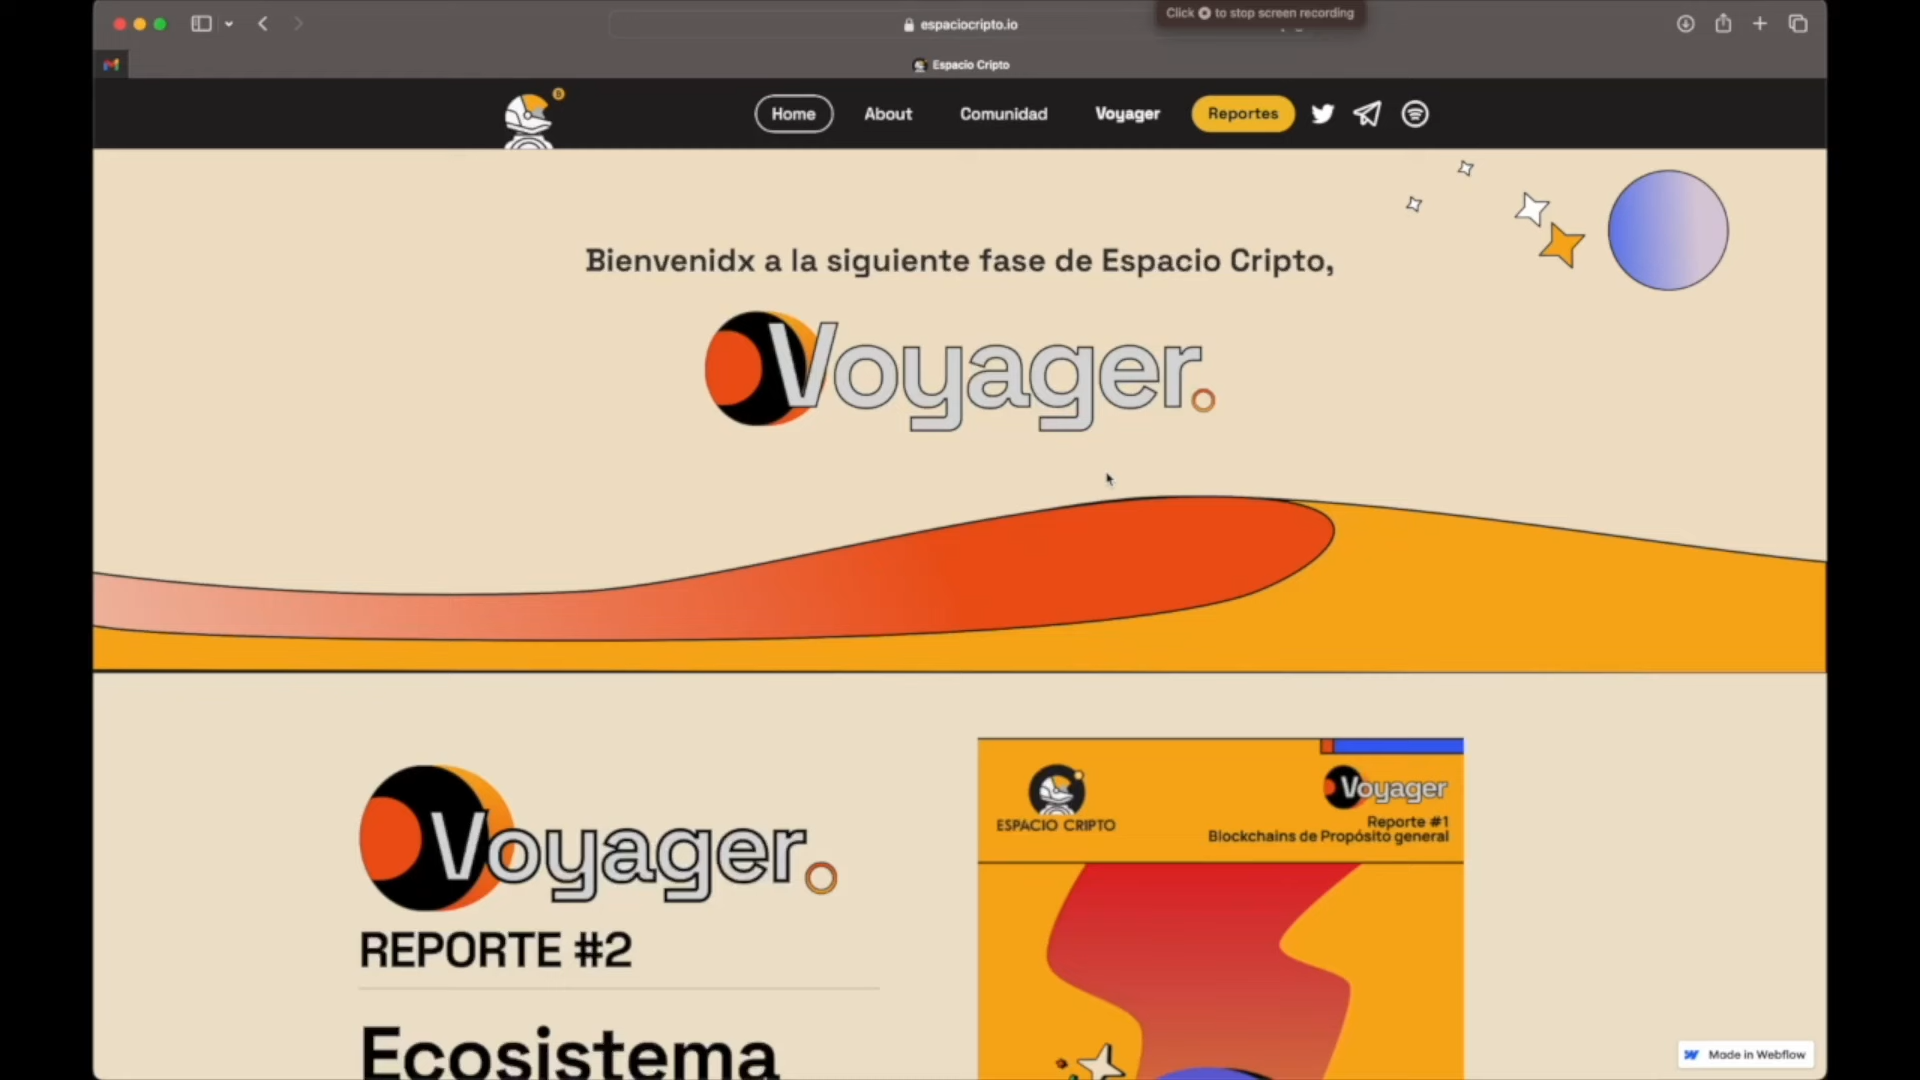 Click to stop screen recording
espaciocripto.io
Espacio Cripto
Home About Comunidad Voyager Reportes
Bienvenidx a la siguiente fase de Espacio Cripto,
Voyager.
Voyager
REPORTE #2
Ecosistema
ESPACIO CRIPTO
Voyager
Reporte #1
Blockchains de Propósito general
Made in Webflow